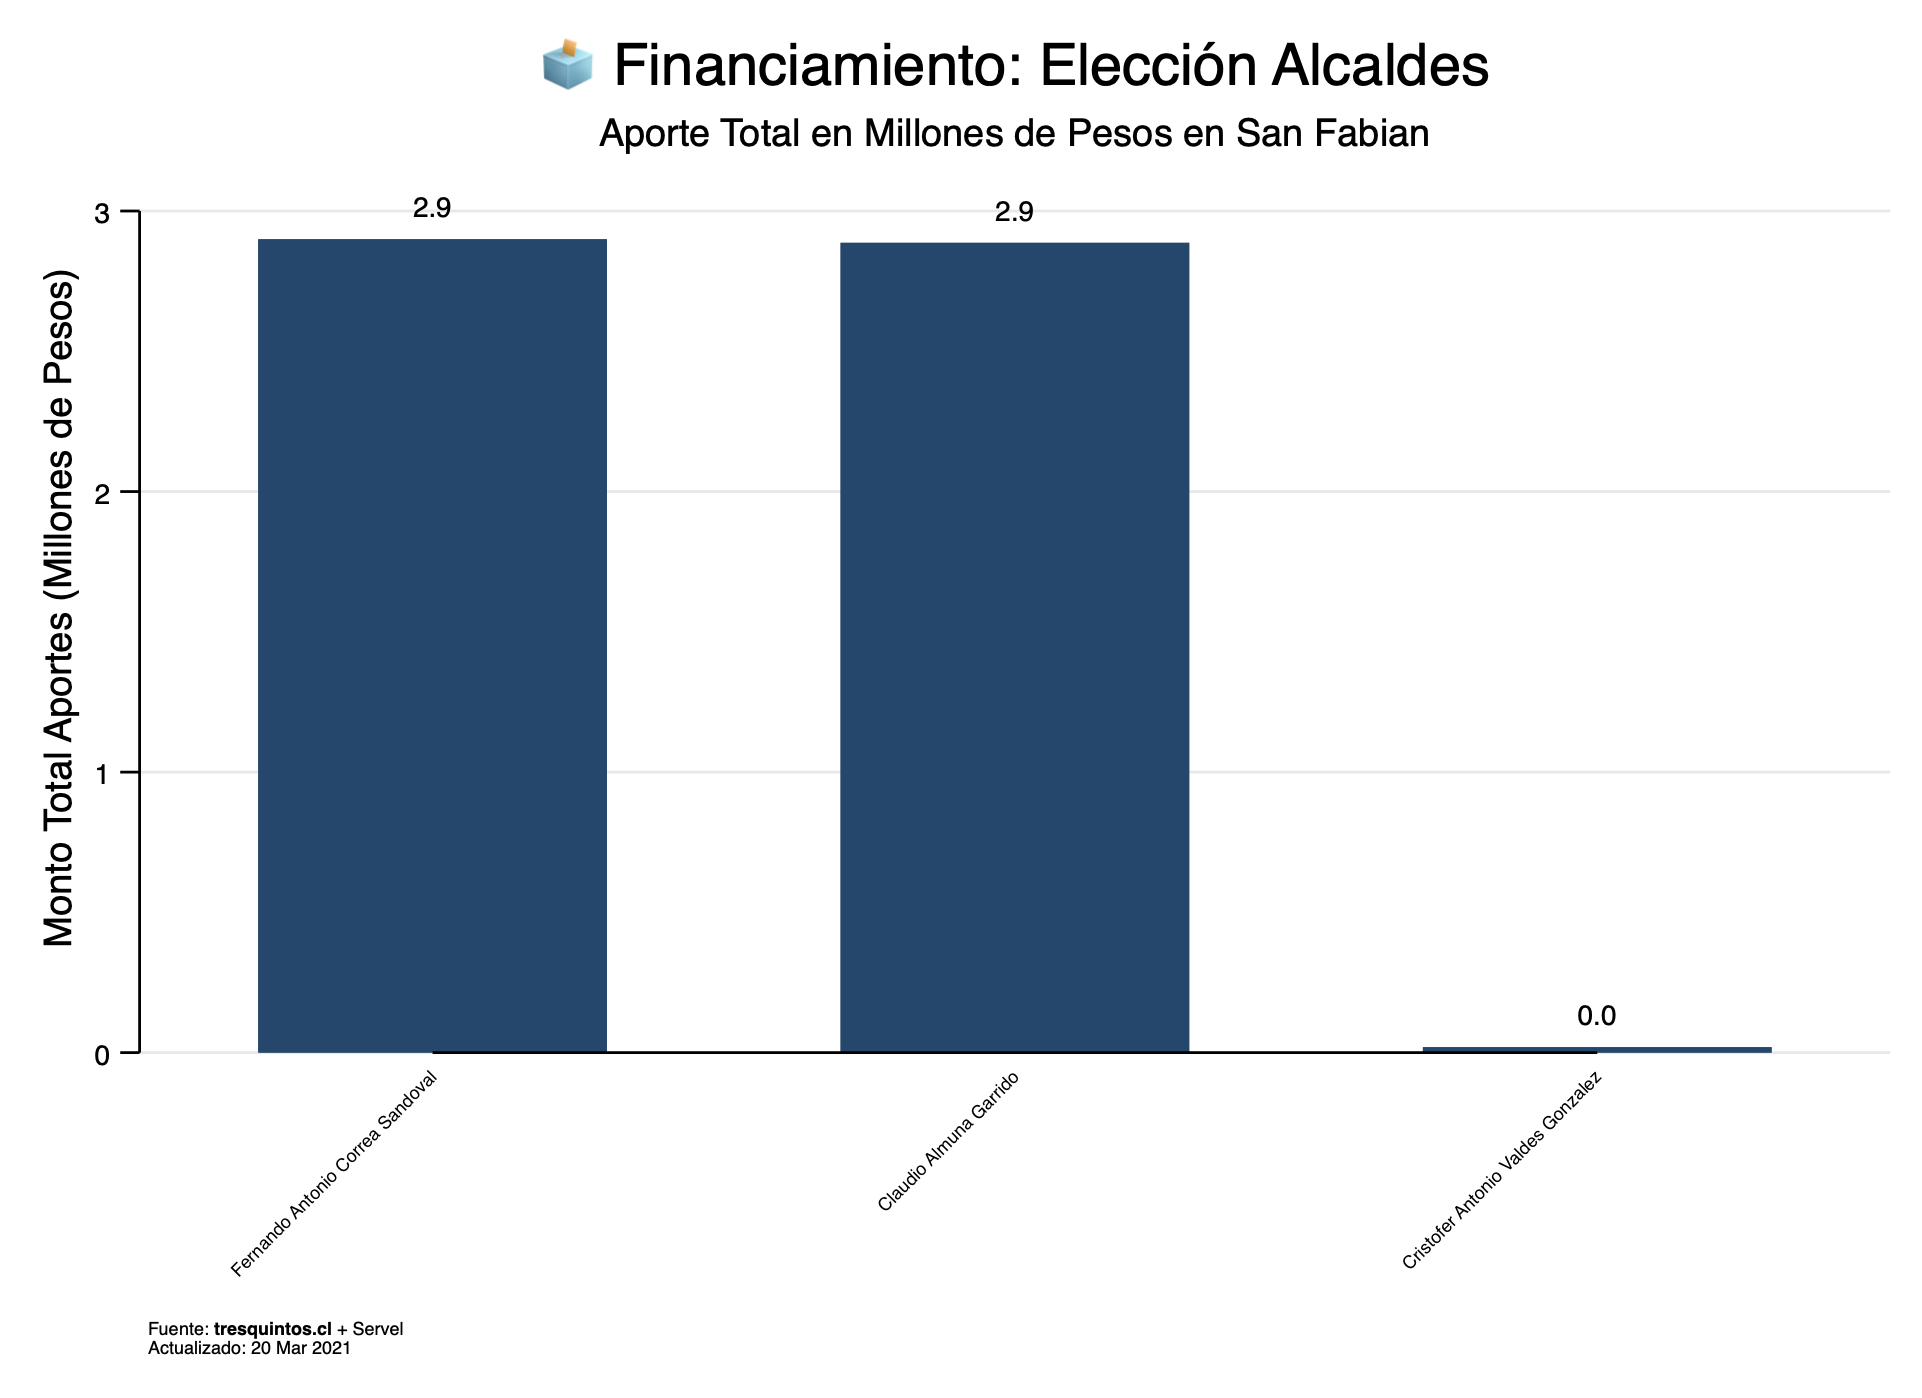 Financiamiento: Elección Alcaldes
Aporte Total en Millones de Pesos en San Fabian
Monto Total Aportes (Millones de Pesos)
3
2
1
0
2.9
2.9
0.0
Fernando Antonio Correa Sandoval
Claudio Almuna Garrido
Cristofer Antonio Valdes Gonzalez
Fuente: tresquintos.cl + Servel
Actualizado: 20 Mar 2021